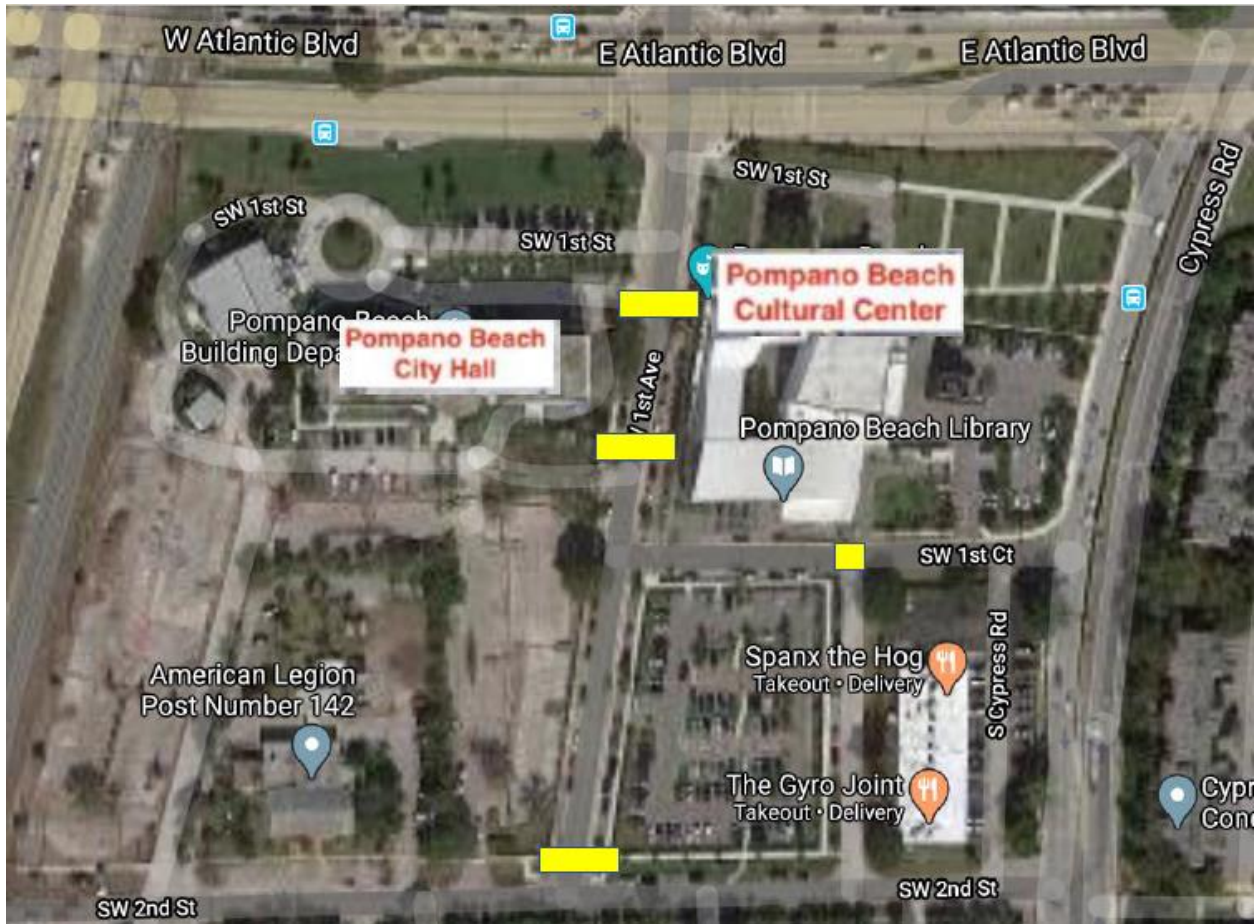 W Atlantic Blvd
E Atlantic Blvd
E Atlantic Blvd
Cypress Rd
SW 1st St
SW 1st St
SW 1st St
Pompano Beach
Cultural Center
Pompano Beach
Building Depa
Pompano Beach
City Hall
1st Ave
Pompano Beach Library
SW 1st Ct
American Legion
Post Number 142
Spanx the Hog
Takeout • Delivery
S Cypress Rd
The Gyro Joint
Takeout • Delivery
Cypr
Cond
SW 2nd St
SW 2nd St